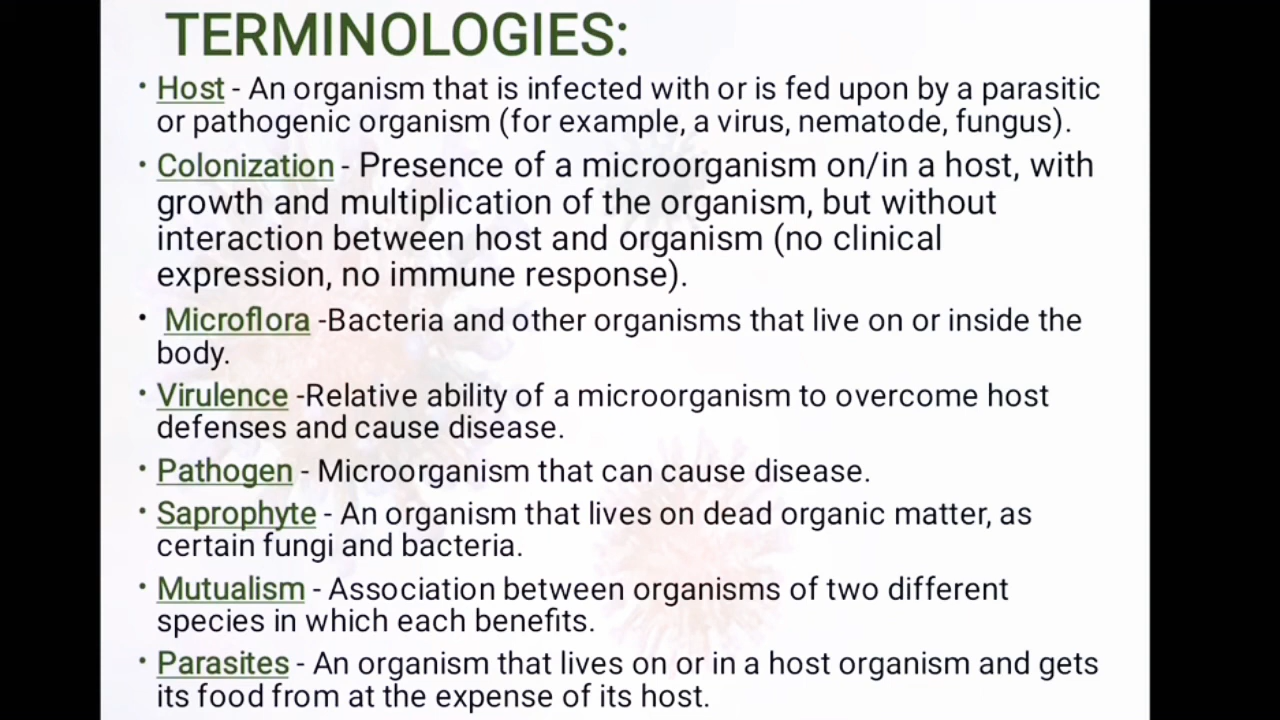 TERMINOLOGIES:
• Host - An organism that is infected with or is fed upon by a parasitic
or pathogenic organism (for example, a virus, nematode, fungus).
• Colonization - Presence of a microorganism on/in a host, with
growth and multiplication of the organism, but without
interaction between host and organism (no clinical
expression, no immune response).
• Microflora -Bacteria and other organisms that live on or inside the
body.
• Virulence -Relative ability of a microorganism to overcome host
defenses and cause disease.
• Pathogen - Microorganism that can cause disease.
• Saprophyte - An organism that lives on dead organic matter, as
certain fungi and bacteria.
• Mutualism - Association between organisms of two different
species in which each benefits.
• Parasites - An organism that lives on or in a host organism and gets
its food from at the expense of its host.